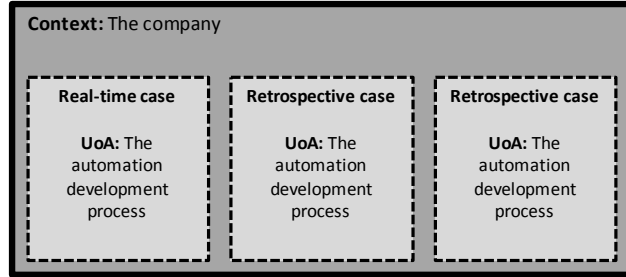 Context: The company
Real-time case
UoA: The
automation
development
process
Retrospective case
UoA: The
automation
development
process
Retrospective case
UoA: The
automation
development
process